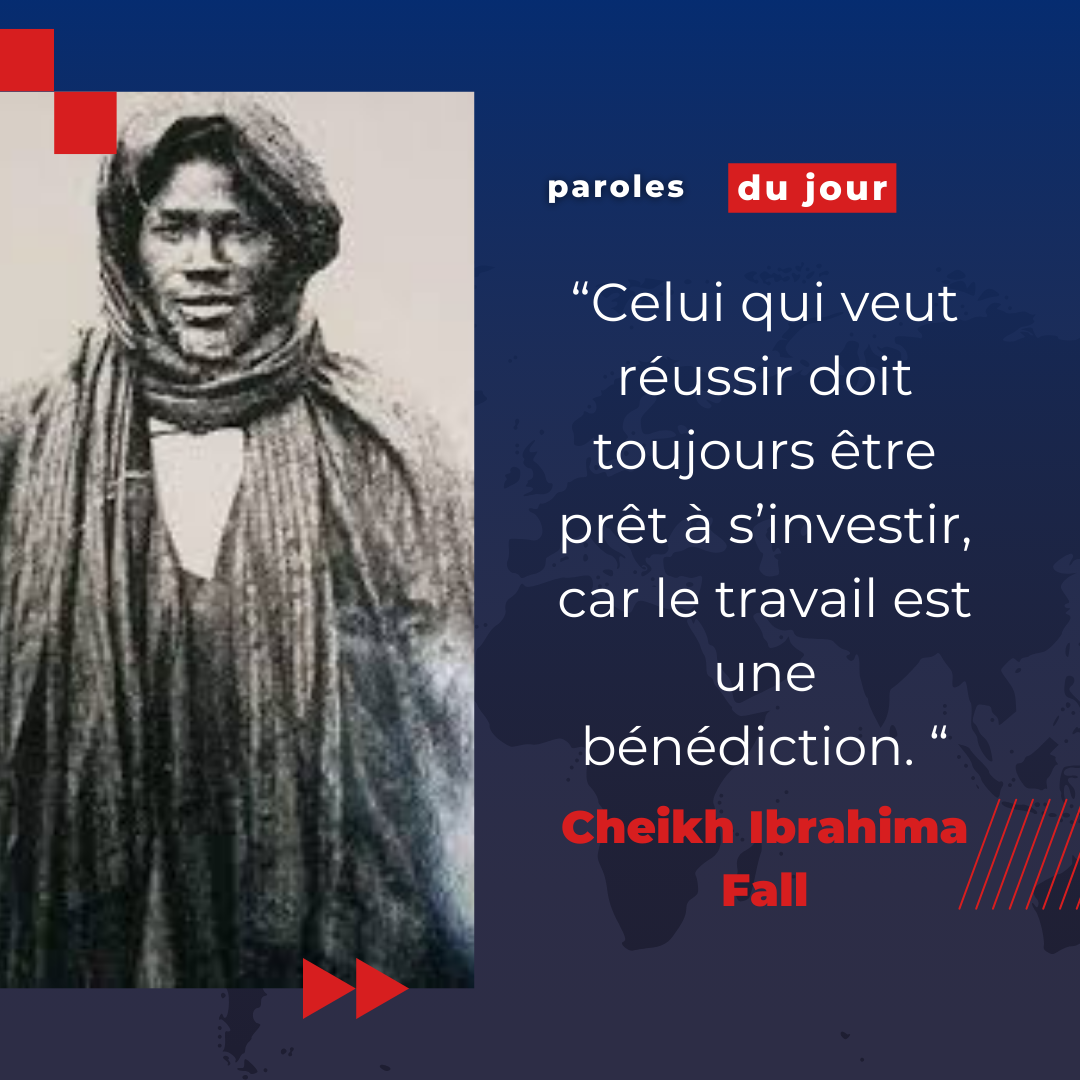 paroles du jour
“Celui qui veut
réussir doit
toujours être
prêt à s’investir,
car le travail est
une
bénédiction. “
Cheikh Ibrahima
Fall